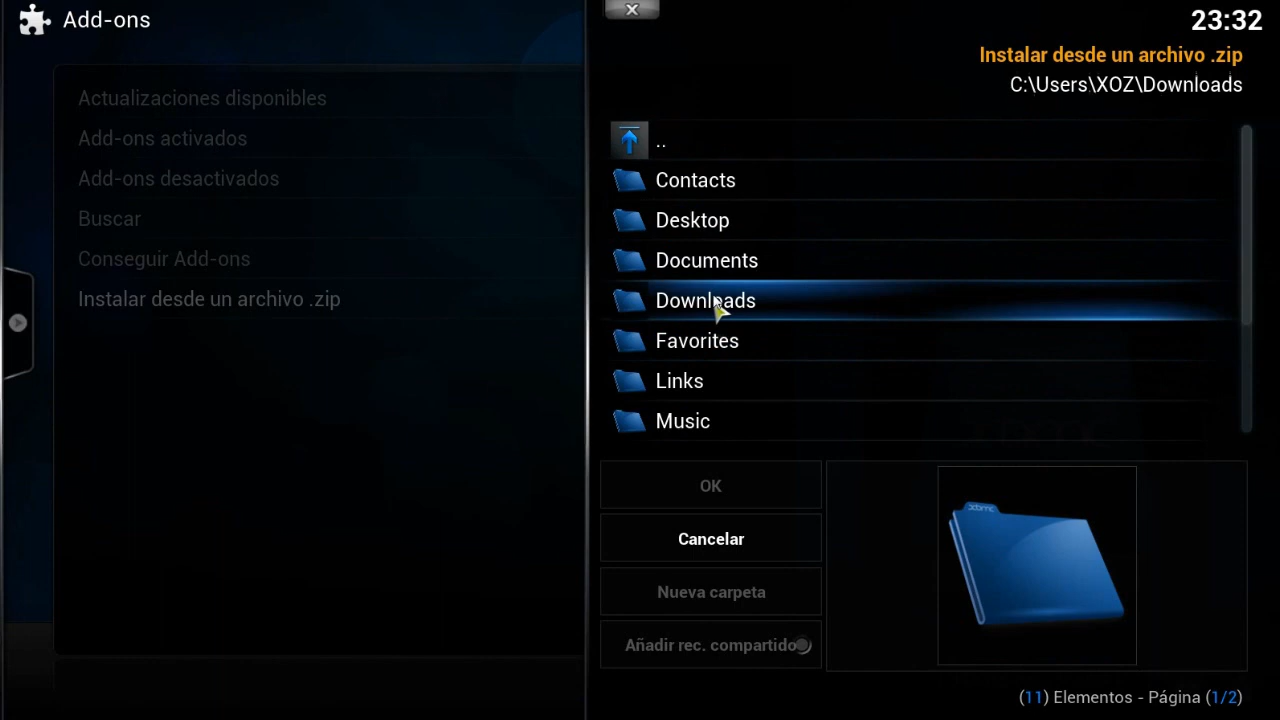 Add-ons
Actualizaciones disponibles
Add-ons activados
Add-ons desactivados
Buscar
Conseguir Add-ons
Instalar desde un archivo .zip
23:32
Instalar desde un archivo .zip
C:\Users\XOZ\Downloads
..
Contacts
Desktop
Documents
Downloads
Favorites
Links
Music
OK
Cancelar
Nueva carpeta
Añadir rec. compartido
xbmc
(11) Elementos - Página (1/2)